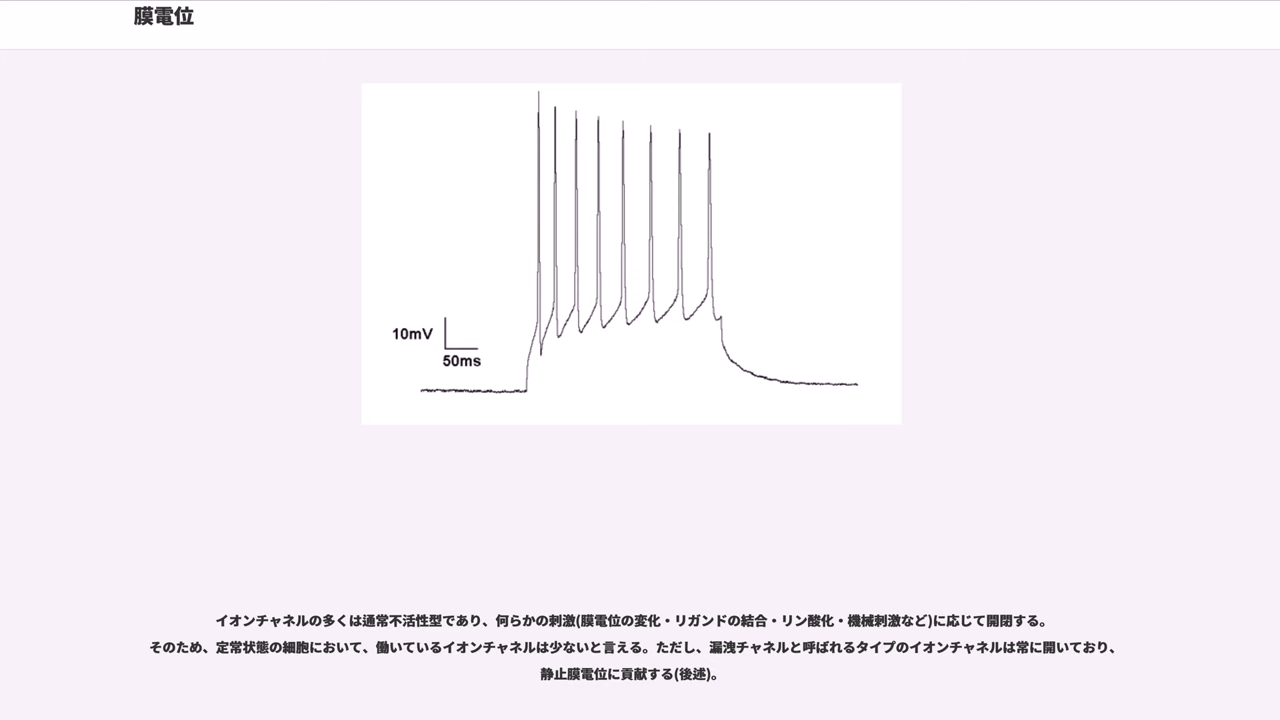 膜電位
10mV
50ms
イオンチャネルの多くは通常不活性型であり、何らかの刺激(膜電位の変化・リガンドの結合・リン酸化・機械刺激など)に応じて開閉する。
そのため、定常状態の細胞において、働いているイオンチャネルは少ないと言える。ただし、漏洩チャネルと呼ばれるタイプのイオンチャネルは常に開いており、
静止膜電位に貢献する(後述)。